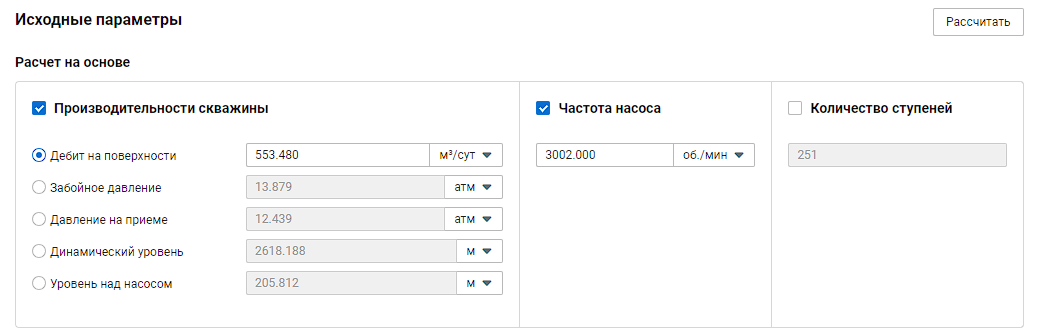 Исходные параметры
Рассчитать
Расчет на основе
Производительности скважины
Частота насоса
Количество ступеней
Дебит на поверхности 553.480 м³/сут 3002.000 об./мин 251
Забойное давление 13.879 атм
Давление на приеме 12.439 атм
Динамический уровень 2618.188 м
Уровень над насосом 205.812 м